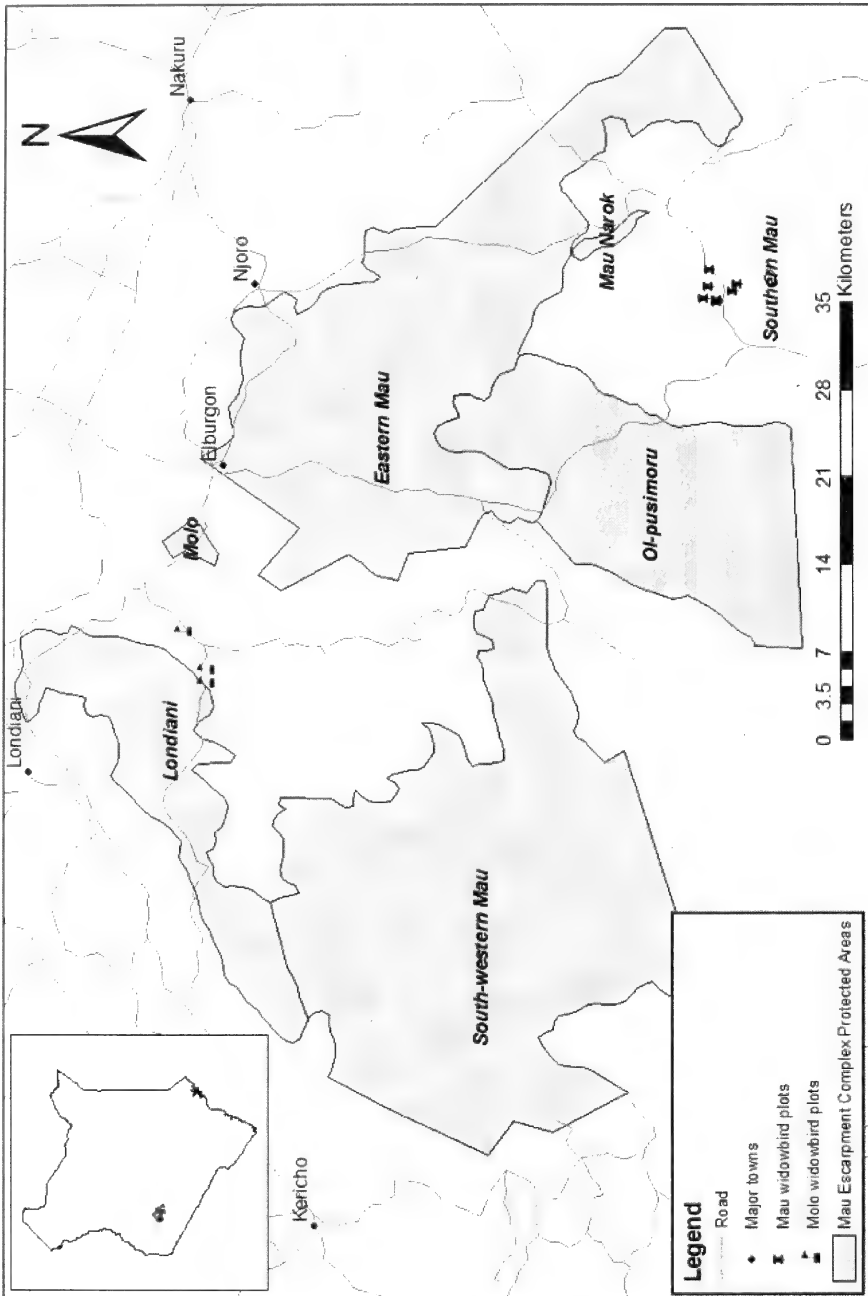 N
Nakuru
Londiani
Njoro
Elburgon
Molo
Londiani
Kericho
Eastern Mau
Mau Narok
South-western Mau
Ol-pusimoru
Southern Mau
0 3.5 7 14 21 28 35
Kilometers
Legend
Road
Major towns
Mau widowbird plots
Molo widowbird plots
Mau Escarpment Complex Protected Areas